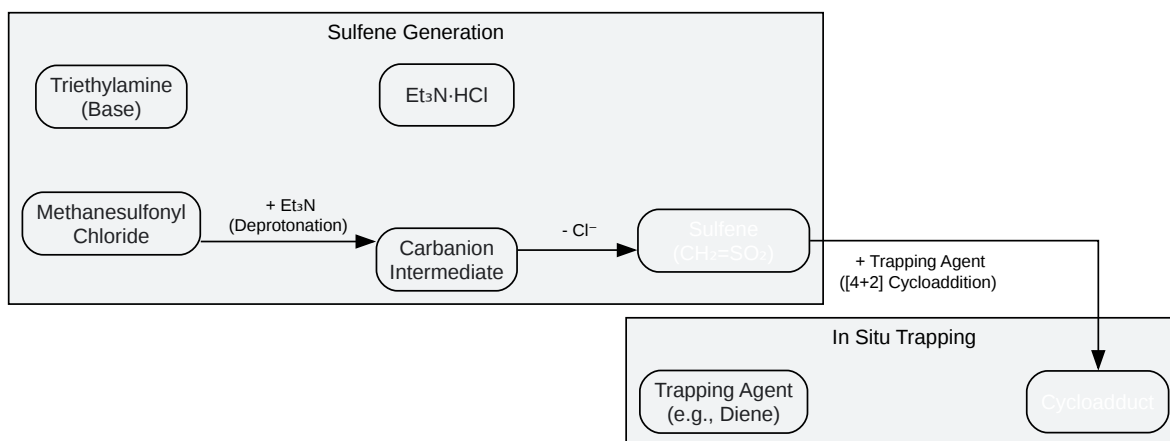 Sulfene Generation
Triethylamine
(Base)
Et₃N·HCl
Methanesulfonyl
Chloride
+ Et₃N
(Deprotonation)
Carbanion
Intermediate
- Cl⁻
Sulfene
(CH₂=SO₂)
+ Trapping Agent
([4+2] Cycloaddition)
In Situ Trapping
Trapping Agent
(e.g., Diene)
Cycloadduct